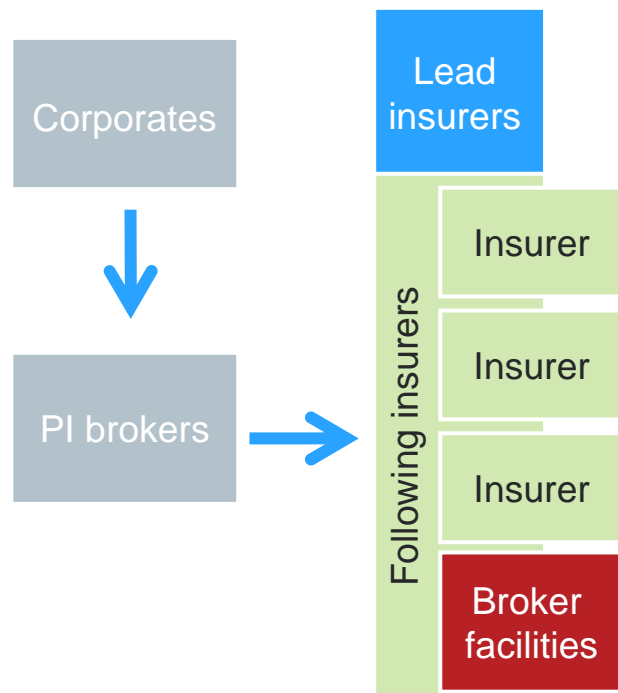 Corporates
PI brokers
Lead
insurers
Following insurers
Insurer
Insurer
Insurer
Broker
facilities